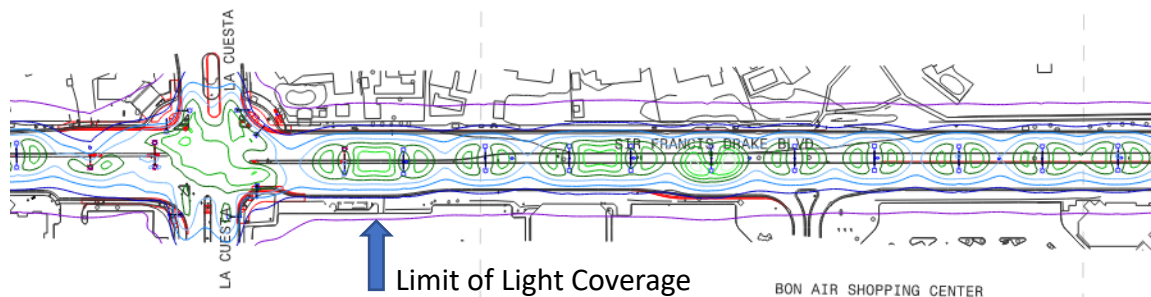 LA CUESTA
SIR FRANCIS DRAKE BLVD
LA CUESTA
Limit of Light Coverage
BON AIR SHOPPING CENTER